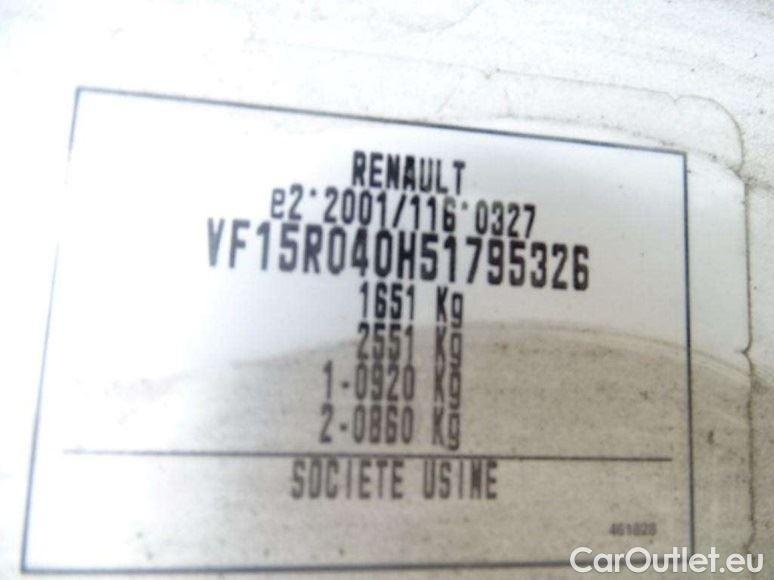 RENAULT
e2*2001/116*0327
VF15R040H51795326
1651 Kg
2551 Kg
1-0920 Kg
2-0860 Kg
SOCIETE USINE
461028
CarOutlet.eu